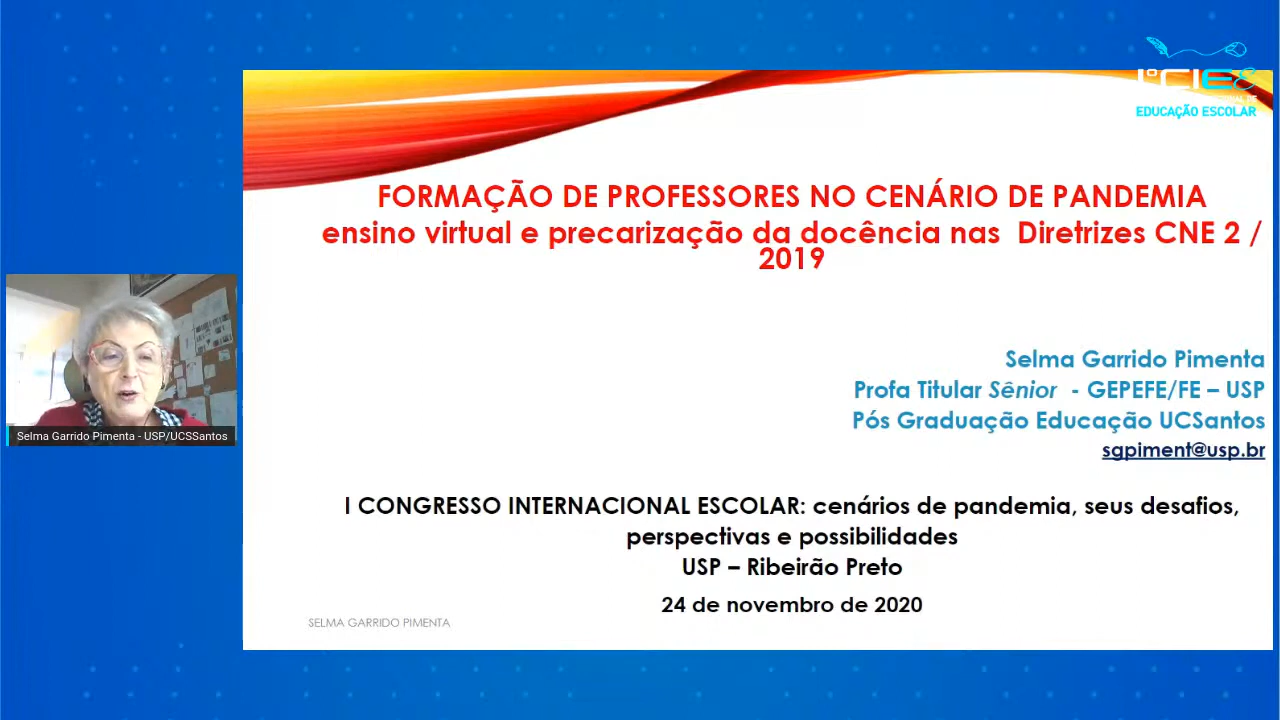 1º CIEE
EDUCAÇÃO ESCOLAR
FORMAÇÃO DE PROFESSORES NO CENÁRIO DE PANDEMIA
ensino virtual e precarização da docência nas Diretrizes CNE 2 /
2019
Selma Garrido Pimenta
Profa Titular Sênior - GEPEFE/FE – USP
Pós Graduação Educação UCSantos
sgpiment@usp.br
Selma Garrido Pimenta - USP/UCSSantos
I CONGRESSO INTERNACIONAL ESCOLAR: cenários de pandemia, seus desafios,
perspectivas e possibilidades
USP – Ribeirão Preto
24 de novembro de 2020
SELMA GARRIDO PIMENTA